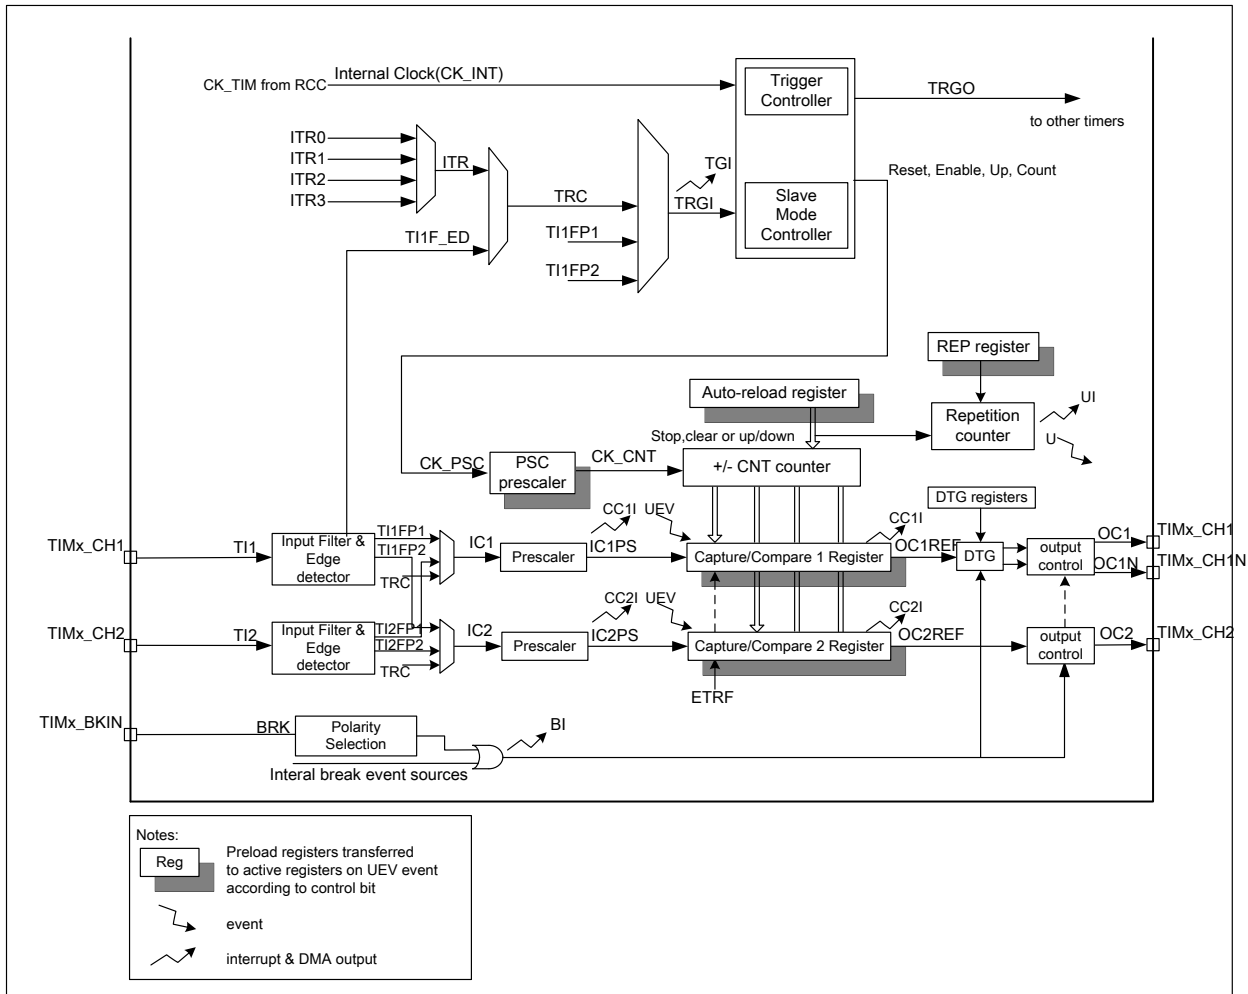 CK_TIM from RCC
Internal Clock(CK_INT)
Trigger
Controller
TRGO
to other timers
ITR0
ITR1
ITR2
ITR3
ITR
TI1F_ED
TRC
TI1FP1
TI1FP2
TGI
TRGI
Slave
Mode
Controller
Reset, Enable, Up, Count
REP register
Auto-reload register
Repetition
counter
UI
U
Stop,clear or up/down
CK_PSC
PSC
prescaler
CK_CNT
+/- CNT counter
DTG registers
TIMx_CH1
TI1
Input Filter &
Edge
detector
TI1FP1
TI1FP2
TRC
IC1
Prescaler
CC1I
IC1PS
UEV
Capture/Compare 1 Register
CC1I
OC1REF
DTG
output
control
OC1
OC1N
TIMx_CH1
TIMx_CH1N
TIMx_CH2
TI2
Input Filter &
Edge
detector
TI2FP1
TI2FP2
TRC
IC2
Prescaler
CC2I
IC2PS
UEV
Capture/Compare 2 Register
CC2I
OC2REF
output
control
OC2
TIMx_CH2
ETRF
TIMx_BKIN
BRK
Polarity
Selection
BI
Interal break event sources
Notes:
Reg
Preload registers transferred
to active registers on UEV event
according to control bit
event
interrupt & DMA output